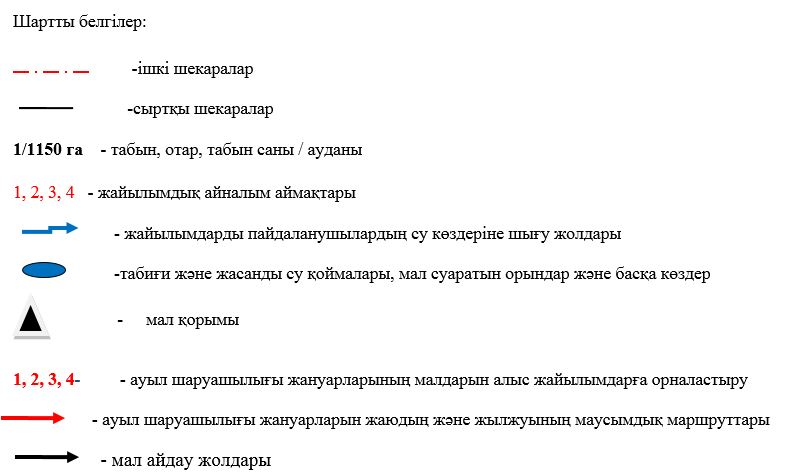 Шартты белгілер:
-ішкі шекаралар
-сыртқы шекаралар
1/1150 га - табын, отар, табын саны / ауданы
1, 2, 3, 4 - жайылымдық айналым аймақтары
- жайылымдарды пайдаланушылардың су көздеріне шығу жолдары
-табиғи және жасанды су қоймалары, мал суаратын орындар және басқа көздер
- мал қорымы
1, 2, 3, 4- - ауыл шаруашылығы жануарларының малдарын алыс жайылымдарға орналастыру
- ауыл шаруашылығы жануарларын жаюдың және жылжуының маусымдық маршруттары
- мал айдау жолдары